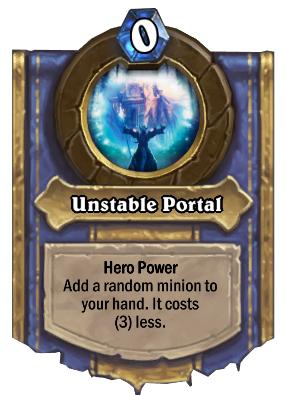 0
Unstable Portal
Hero Power
Add a random minion to
your hand. It costs
(3) less.